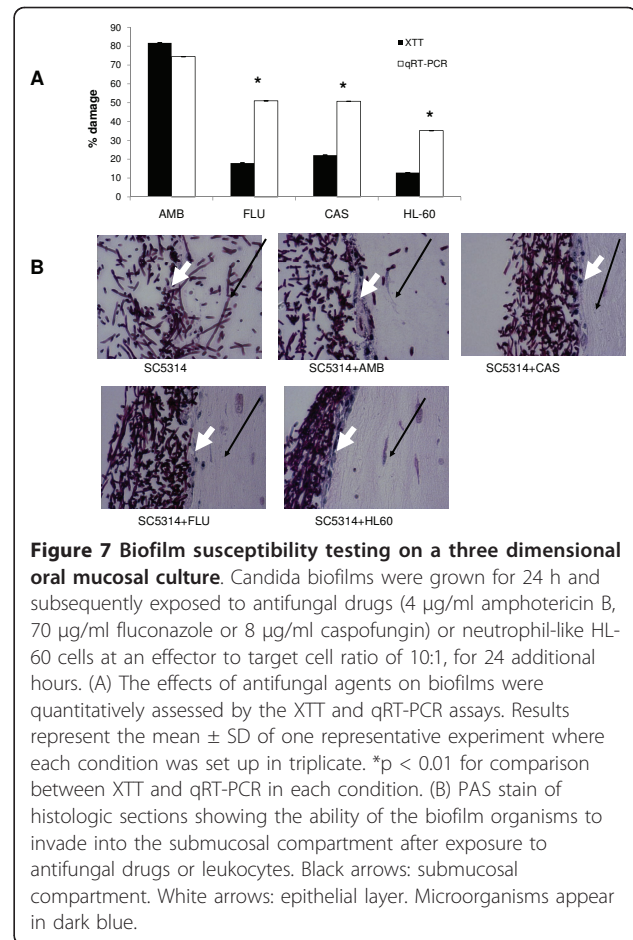 A
% damage
90
80
70
60
50
40
30
20
10
0
XTT
qRT-PCR
*
*
*
AMB FLU CAS HL-60
B
SC5314 SC5314+AMB SC5314+CAS
SC5314+FLU SC5314+HL60
Figure 7 Biofilm susceptibility testing on a three dimensional
oral mucosal culture. Candida biofilms were grown for 24 h and
subsequently exposed to antifungal drugs (4 μg/ml amphotericin B,
70 μg/ml fluconazole or 8 μg/ml caspofungin) or neutrophil-like HL-
60 cells at an effector to target cell ratio of 10:1, for 24 additional
hours. (A) The effects of antifungal agents on biofilms were
quantitatively assessed by the XTT and qRT-PCR assays. Results
represent the mean ± SD of one representative experiment where
each condition was set up in triplicate. *p < 0.01 for comparison
between XTT and qRT-PCR in each condition. (B) PAS stain of
histologic sections showing the ability of the biofilm organisms to
invade into the submucosal compartment after exposure to
antifungal drugs or leukocytes. Black arrows: submucosal
compartment. White arrows: epithelial layer. Microorganisms appear
in dark blue.